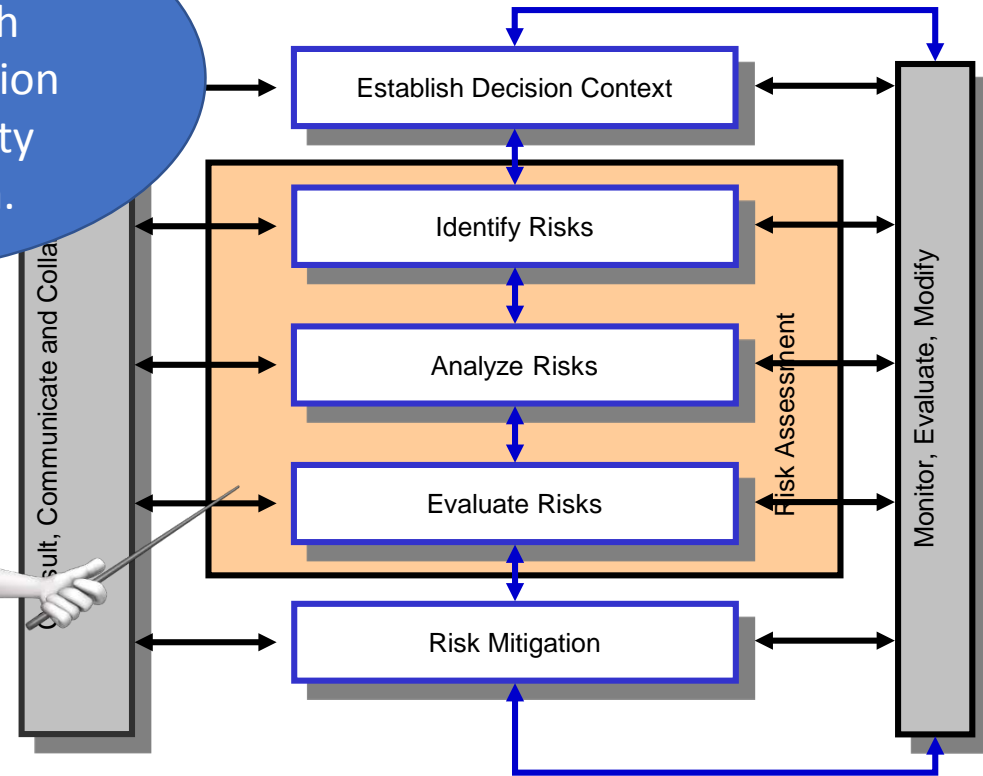 h
ion
ty
Establish Decision Context
Identify Risks
Analyze Risks
Evaluate Risks
Risk Mitigation
Risk Assessment
sult, Communicate and Colla
Monitor, Evaluate, Modify